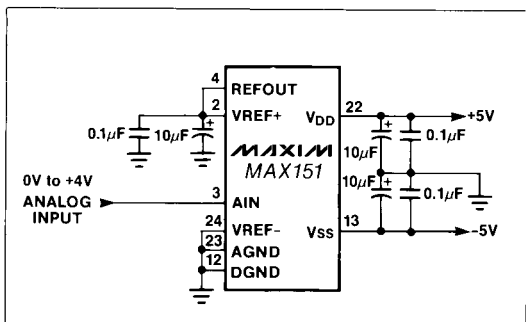 4
REFOUT
2
VREF+
0.1µF
10µF
+
VDD
22
+5V
+
10µF
0.1µF
MAXIM
MAX151
0V to +4V
ANALOG
INPUT
3
AIN
10µF
+
0.1µF
24
VREF-
23
AGND
12
DGND
VSS
13
-5V